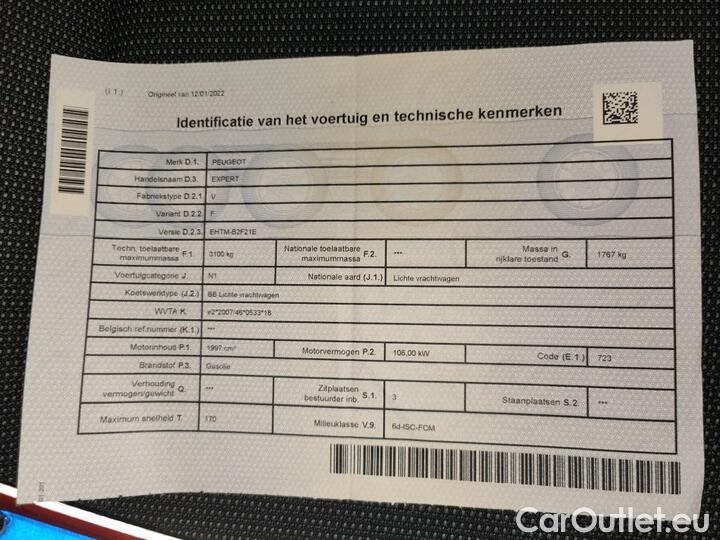 (I.1.) Origineel van 12/01/2022
Identificatie van het voertuig en technische kenmerken
Merk D.1. PEUGEOT
Handelsnaam D.3. EXPERT
Fabriekstype D.2.1. V
Variant D.2.2. F
Versie D.2.3. EHTM-B2F21E
Techn. toelaatbare maximummassa F.1. 3100 kg Nationale toelaatbare maximummassa F.2. *** Massa in rijklare toestand G. 1767 kg
Voertuigcategorie J. N1 Nationale aard (J.1.) Lichte vrachtwagen
Koetswerktype (J.2.) BB Lichte vrachtwagen
WVTA K. e2*2007/46*0533*18
Belgisch ref.nummer (K.1.) ***
Motorinhoud P.1. 1997 cm³ Motorvermogen P.2. 106,00 kW Code (E.1.) 723
Brandstof P.3. Gasolie
Verhouding vermogen/gewicht Q. *** Zitplaatsen bestuurder inb. S.1. 3 Staanplaatsen S.2. ***
Maximum snelheid T. 170 Milieuklasse V.9. 6d-ISC-FCM
CarOutlet.eu